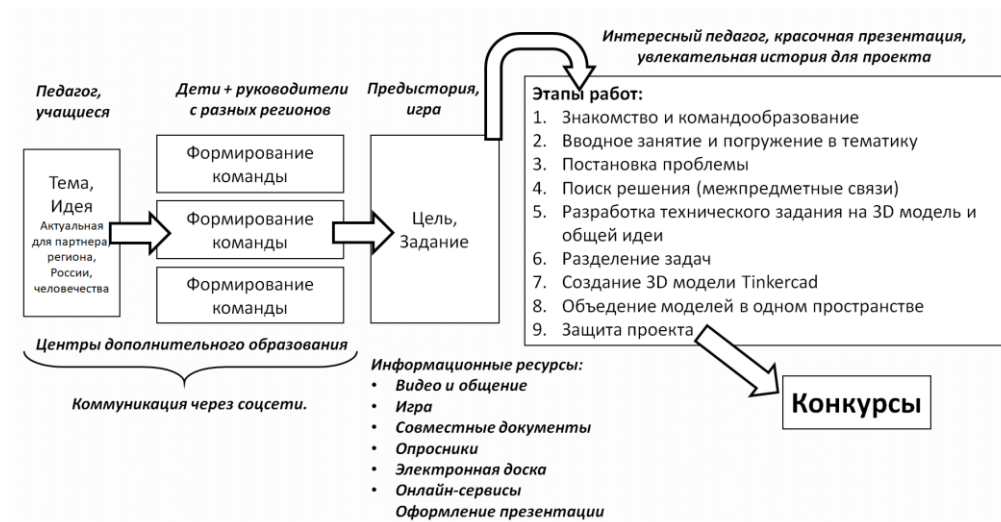 Педагог,
учащиеся
Тема,
Идея
Актуальная
для партнера,
региона,
России,
человечества
Дети + руководители
с разных регионов
Формирование
команды
Формирование
команды
Формирование
команды
Центры дополнительного образования
Коммуникация через соцсети.
Предыстория,
игра
Цель,
Задание
Информационные ресурсы:
• Видео и общение
• Игра
• Совместные документы
• Опросники
• Электронная доска
• Онлайн-сервисы
Оформление презентации
Интересный педагог, красочная презентация,
увлекательная история для проекта
Этапы работ:
1. Знакомство и командообразование
2. Вводное занятие и погружение в тематику
3. Постановка проблемы
4. Поиск решения (межпредметные связи)
5. Разработка технического задания на 3D модель и
общей идеи
6. Разделение задач
7. Создание 3D модели Tinkercad
8. Объедение моделей в одном пространстве
9. Защита проекта
Конкурсы